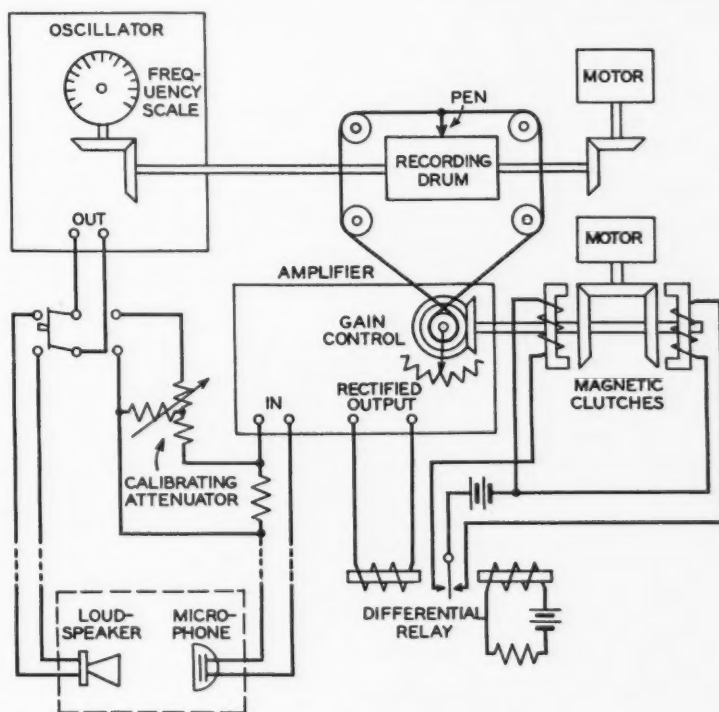 OSCILLATOR
FREQ-
UENCY
SCALE
MOTOR
PEN
RECORDING
DRUM
OUT
MOTOR
AMPLIFIER
GAIN
CONTROL
MAGNETIC
CLUTCHES
IN
RECTIFIED
OUTPUT
CALIBRATING
ATTENUATOR
LOUD-
SPEAKER
MICRO-
PHONE
DIFFERENTIAL
RELAY